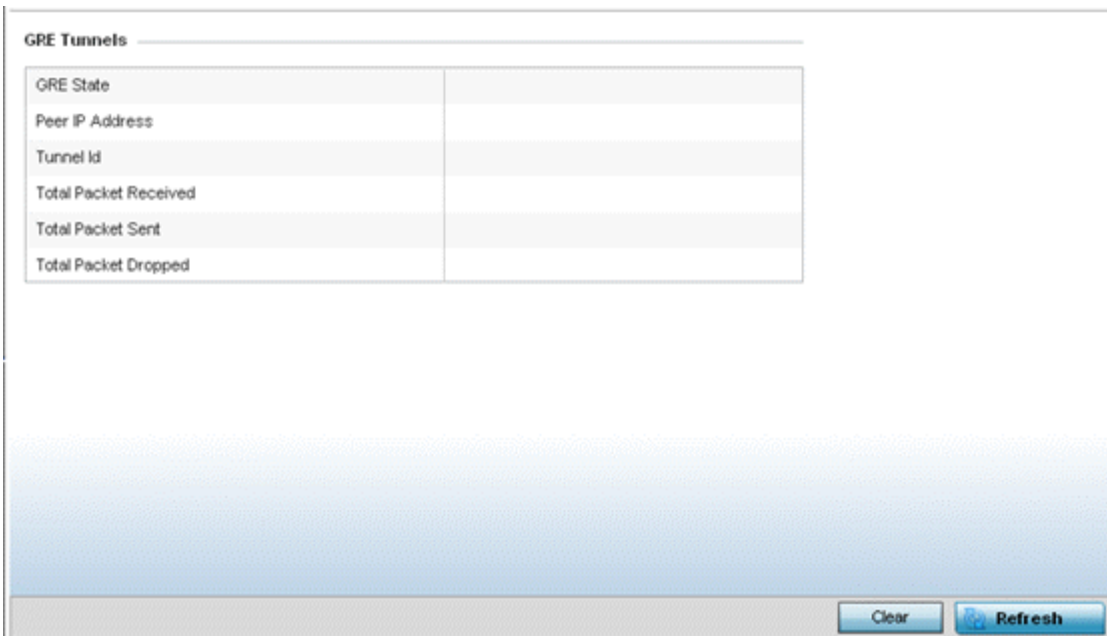 GRE Tunnels
GRE State
Peer IP Address
Tunnel Id
Total Packet Received
Total Packet Sent
Total Packet Dropped
Clear
Refresh